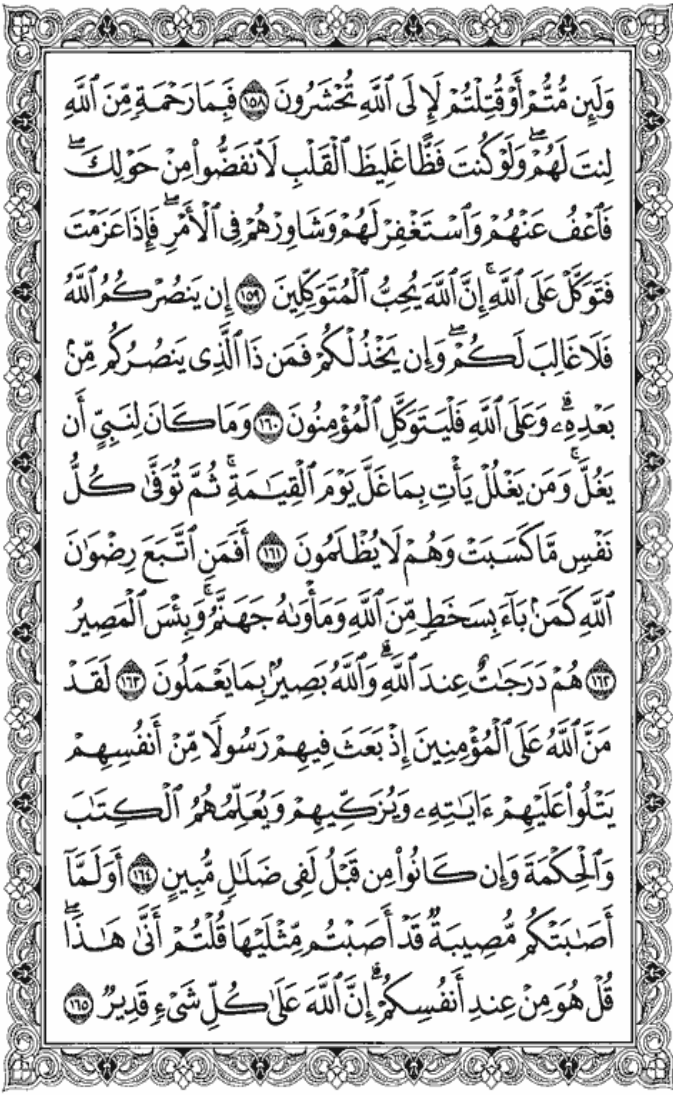 وَلَئِن مُّتُّمْ أَوْ قُتِلْتُمْ لَإِلَى ٱللَّهِ تُحْشَرُونَ ١٥٨ فَبِمَا رَحْمَةٍ مِّنَ ٱللَّهِ
لِنتَ لَهُمْ ۖ وَلَوْ كُنتَ فَظًّا غَلِيظَ ٱلْقَلْبِ لَٱنفَضُّوا۟ مِنْ حَوْلِكَ ۖ
فَٱعْفُ عَنْهُمْ وَٱسْتَغْفِرْ لَهُمْ وَشَاوِرْهُمْ فِى ٱلْأَمْرِ ۖ فَإِذَا عَزَمْتَ
فَتَوَكَّلْ عَلَى ٱللَّهِ ۚ إِنَّ ٱللَّهَ يُحِبُّ ٱلْمُتَوَكِّلِينَ ١٥٩ إِن يَنصُرْكُمُ ٱللَّهُ
فَلَا غَالِبَ لَكُمْ ۖ وَإِن يَخْذُلْكُمْ فَمَن ذَا ٱلَّذِى يَنصُرُكُم مِّنۢ
بَعْدِهِۦ ۗ وَعَلَى ٱللَّهِ فَلْيَتَوَكَّلِ ٱلْمُؤْمِنُونَ ١٦٠ وَمَا كَانَ لِنَبِىٍّ أَن
يَغُلَّ ۚ وَمَن يَغْلُلْ يَأْتِ بِمَا غَلَّ يَوْمَ ٱلْقِيَـٰمَةِ ۚ ثُمَّ تُوَفَّىٰ كُلُّ
نَفْسٍ مَّا كَسَبَتْ وَهُمْ لَا يُظْلَمُونَ ١٦١ أَفَمَنِ ٱتَّبَعَ رِضْوَٰنَ
ٱللَّهِ كَمَنۢ بَآءَ بِسَخَطٍ مِّنَ ٱللَّهِ وَمَأْوَىٰهُ جَهَنَّمُ ۚ وَبِئْسَ ٱلْمَصِيرُ
١٦٢ هُمْ دَرَجَـٰتٌ عِندَ ٱللَّهِ ۗ وَٱللَّهُ بَصِيرٌۢ بِمَا يَعْمَلُونَ ١٦٣ لَقَدْ
مَنَّ ٱللَّهُ عَلَى ٱلْمُؤْمِنِينَ إِذْ بَعَثَ فِيهِمْ رَسُولًا مِّنْ أَنفُسِهِمْ
يَتْلُوا۟ عَلَيْهِمْ ءَايَـٰتِهِۦ وَيُزَكِّيهِمْ وَيُعَلِّمُهُمُ ٱلْكِتَـٰبَ
وَٱلْحِكْمَةَ وَإِن كَانُوا۟ مِن قَبْلُ لَفِى ضَلَـٰلٍ مُّبِينٍ ١٦٤ أَوَلَمَّآ
أَصَـٰبَتْكُم مُّصِيبَةٌ قَدْ أَصَبْتُم مِّثْلَيْهَا قُلْتُمْ أَنَّىٰ هَـٰذَا ۖ
قُلْ هُوَ مِنْ عِندِ أَنفُسِكُمْ ۗ إِنَّ ٱللَّهَ عَلَىٰ كُلِّ شَىْءٍ قَدِيرٌ ١٦٥